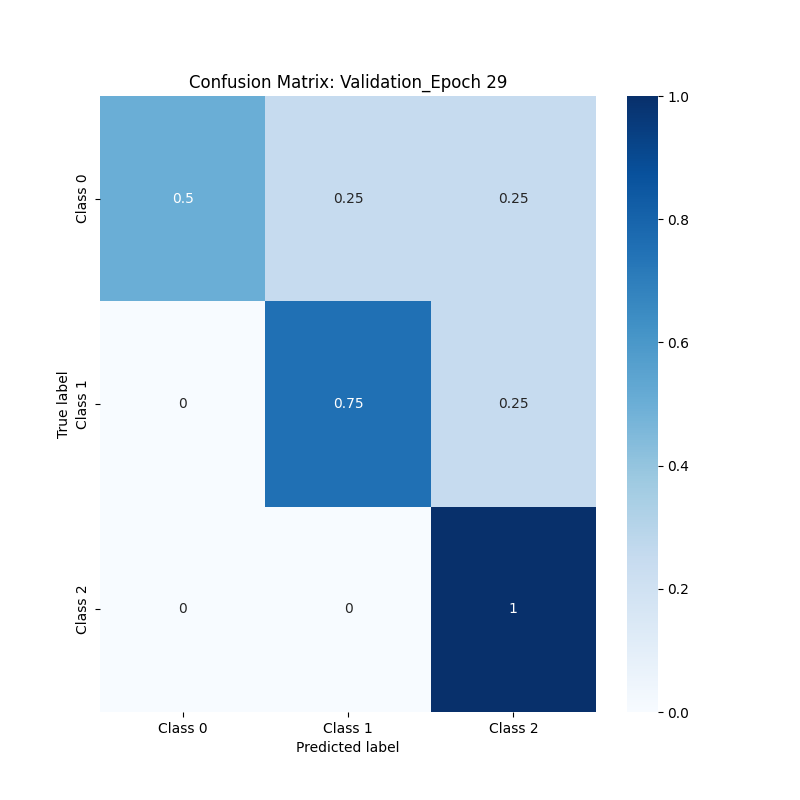 Confusion Matrix: Validation_Epoch 29
Class 0
0.5 0.25 0.25
True label
Class 1
0 0.75 0.25
Class 2
0 0 1
Class 0 Class 1 Class 2
Predicted label
1.0
0.8
0.6
0.4
0.2
0.0